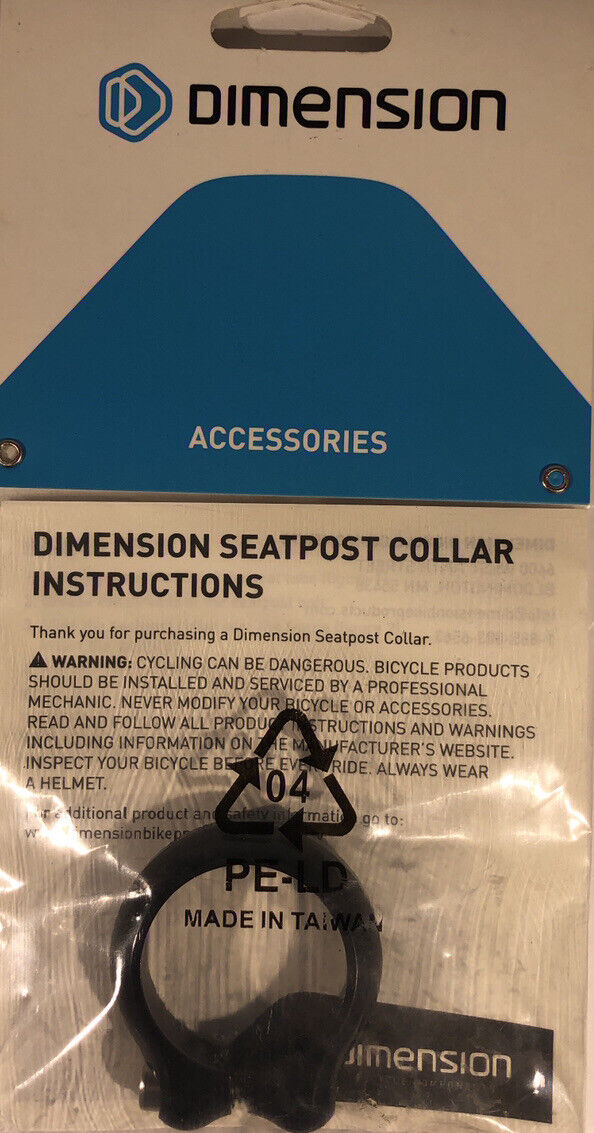 DIMENSION
ACCESSORIES
DIMENSION SEATPOST COLLAR
INSTRUCTIONS
Thank you for purchasing a Dimension Seatpost Collar.
WARNING: CYCLING CAN BE DANGEROUS. BICYCLE PRODUCTS
SHOULD BE INSTALLED AND SERVICED BY A PROFESSIONAL
MECHANIC. NEVER MODIFY YOUR BICYCLE OR ACCESSORIES.
READ AND FOLLOW ALL PRODUCT INSTRUCTIONS AND WARNINGS
INCLUDING INFORMATION ON THE MANUFACTURER'S WEBSITE.
INSPECT YOUR BICYCLE BEFORE EVERY RIDE. ALWAYS WEAR
A HELMET.
For additional product and safety information go to:
04
PE-LD
MADE IN TAIWAN
DIMENSION